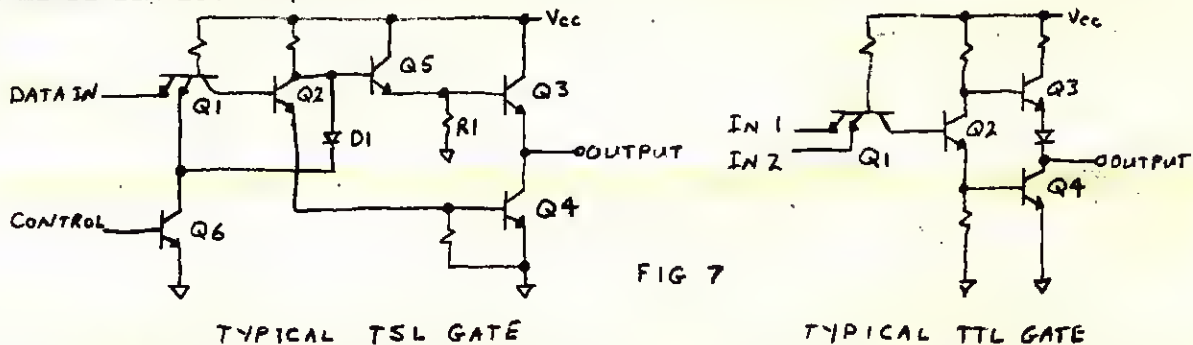 Vcc
Q5
DATA IN
Q1
Q2
Q3
D1
R1
OUTPUT
CONTROL
Q6
Q4
TYPICAL TSL GATE
FIG 7
Vcc
Q3
IN 1
IN 2
Q1
Q2
OUTPUT
Q4
TYPICAL TTL GATE